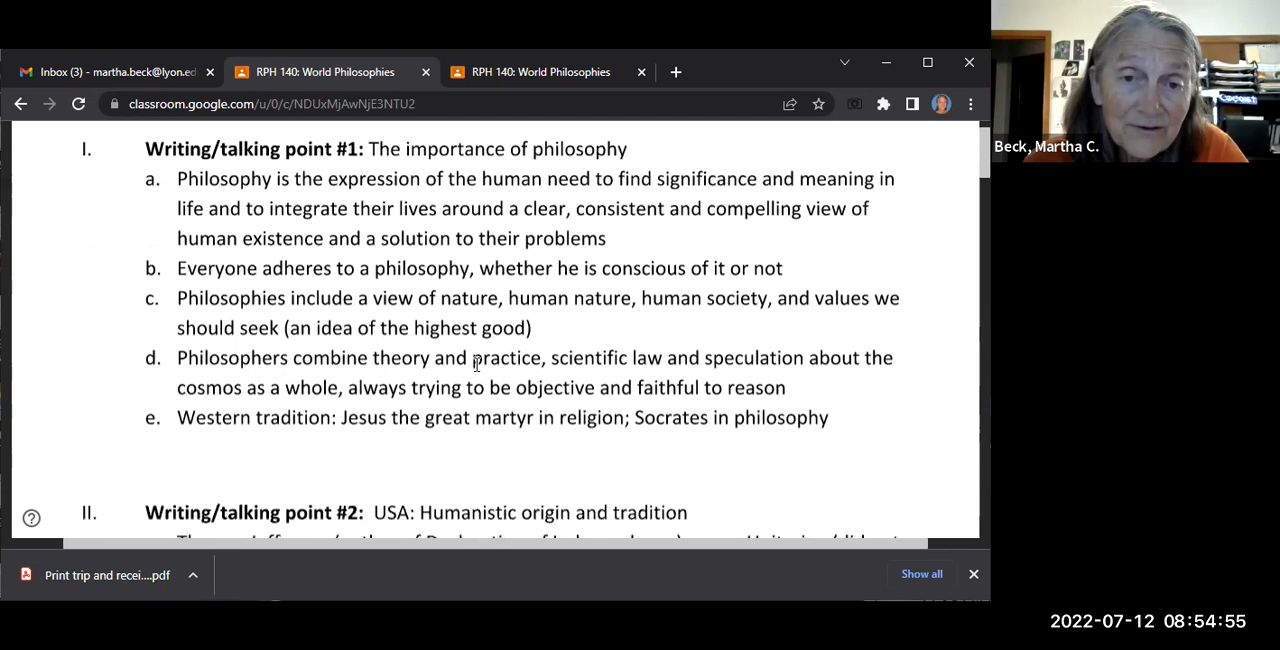 Inbox (3) - martha.beck@lyon.ed
RPH 140: World Philosophies
RPH 140: World Philosophies
classroom.google.com/u/0/c/NDUxMjAwNjE3NTU2
Beck, Martha C.
I. Writing/talking point #1: The importance of philosophy
a. Philosophy is the expression of the human need to find significance and meaning in
life and to integrate their lives around a clear, consistent and compelling view of
human existence and a solution to their problems
b. Everyone adheres to a philosophy, whether he is conscious of it or not
c. Philosophies include a view of nature, human nature, human society, and values we
should seek (an idea of the highest good)
d. Philosophers combine theory and practice, scientific law and speculation about the
cosmos as a whole, always trying to be objective and faithful to reason
e. Western tradition: Jesus the great martyr in religion; Socrates in philosophy
II. Writing/talking point #2: USA: Humanistic origin and tradition
Print trip and recei....pdf
Show all
2022-07-12 08:54:55